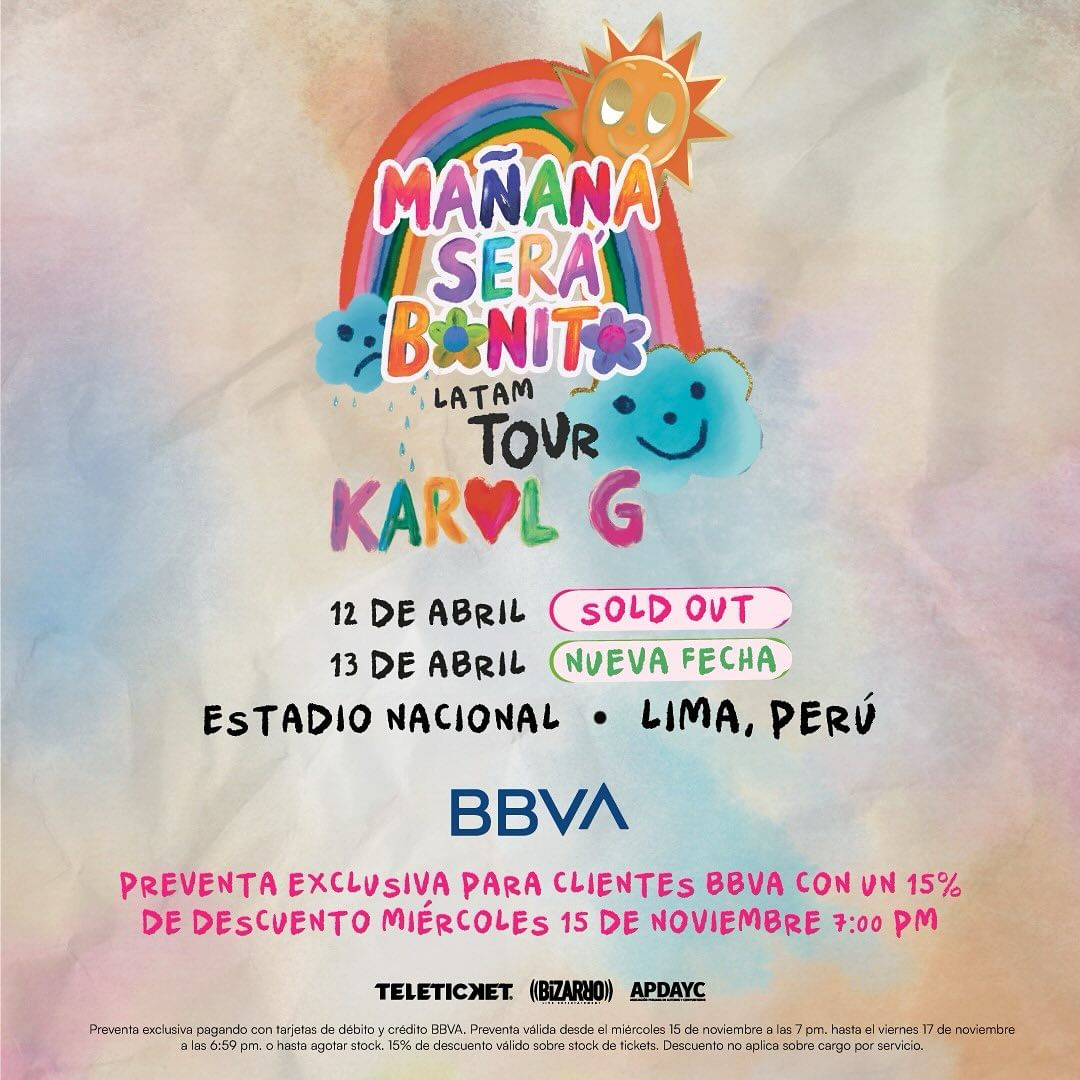 MAÑANA
SERÁ
BONITO
LATAM
TOUR
KAROL G
12 DE ABRIL SOLD OUT
13 DE ABRIL NUEVA FECHA
ESTADIO NACIONAL • LIMA, PERÚ
BBVA
PREVENTA EXCLUSIVA PARA CLIENTES BBVA CON UN 15%
DE DESCUENTO MIÉRCOLES 15 DE NOVIEMBRE 7:00 PM
TELETICKET. ((BIZARRO)) APDAYC
LIVE ENTERTAINMENT
Preventa exclusiva pagando con tarjetas de débito y crédito BBVA. Preventa válida desde el miércoles 15 de noviembre a las 7 pm. hasta el viernes 17 de noviembre
a las 6:59 pm. o hasta agotar stock. 15% de descuento válido sobre stock de tickets. Descuento no aplica sobre cargo por servicio.